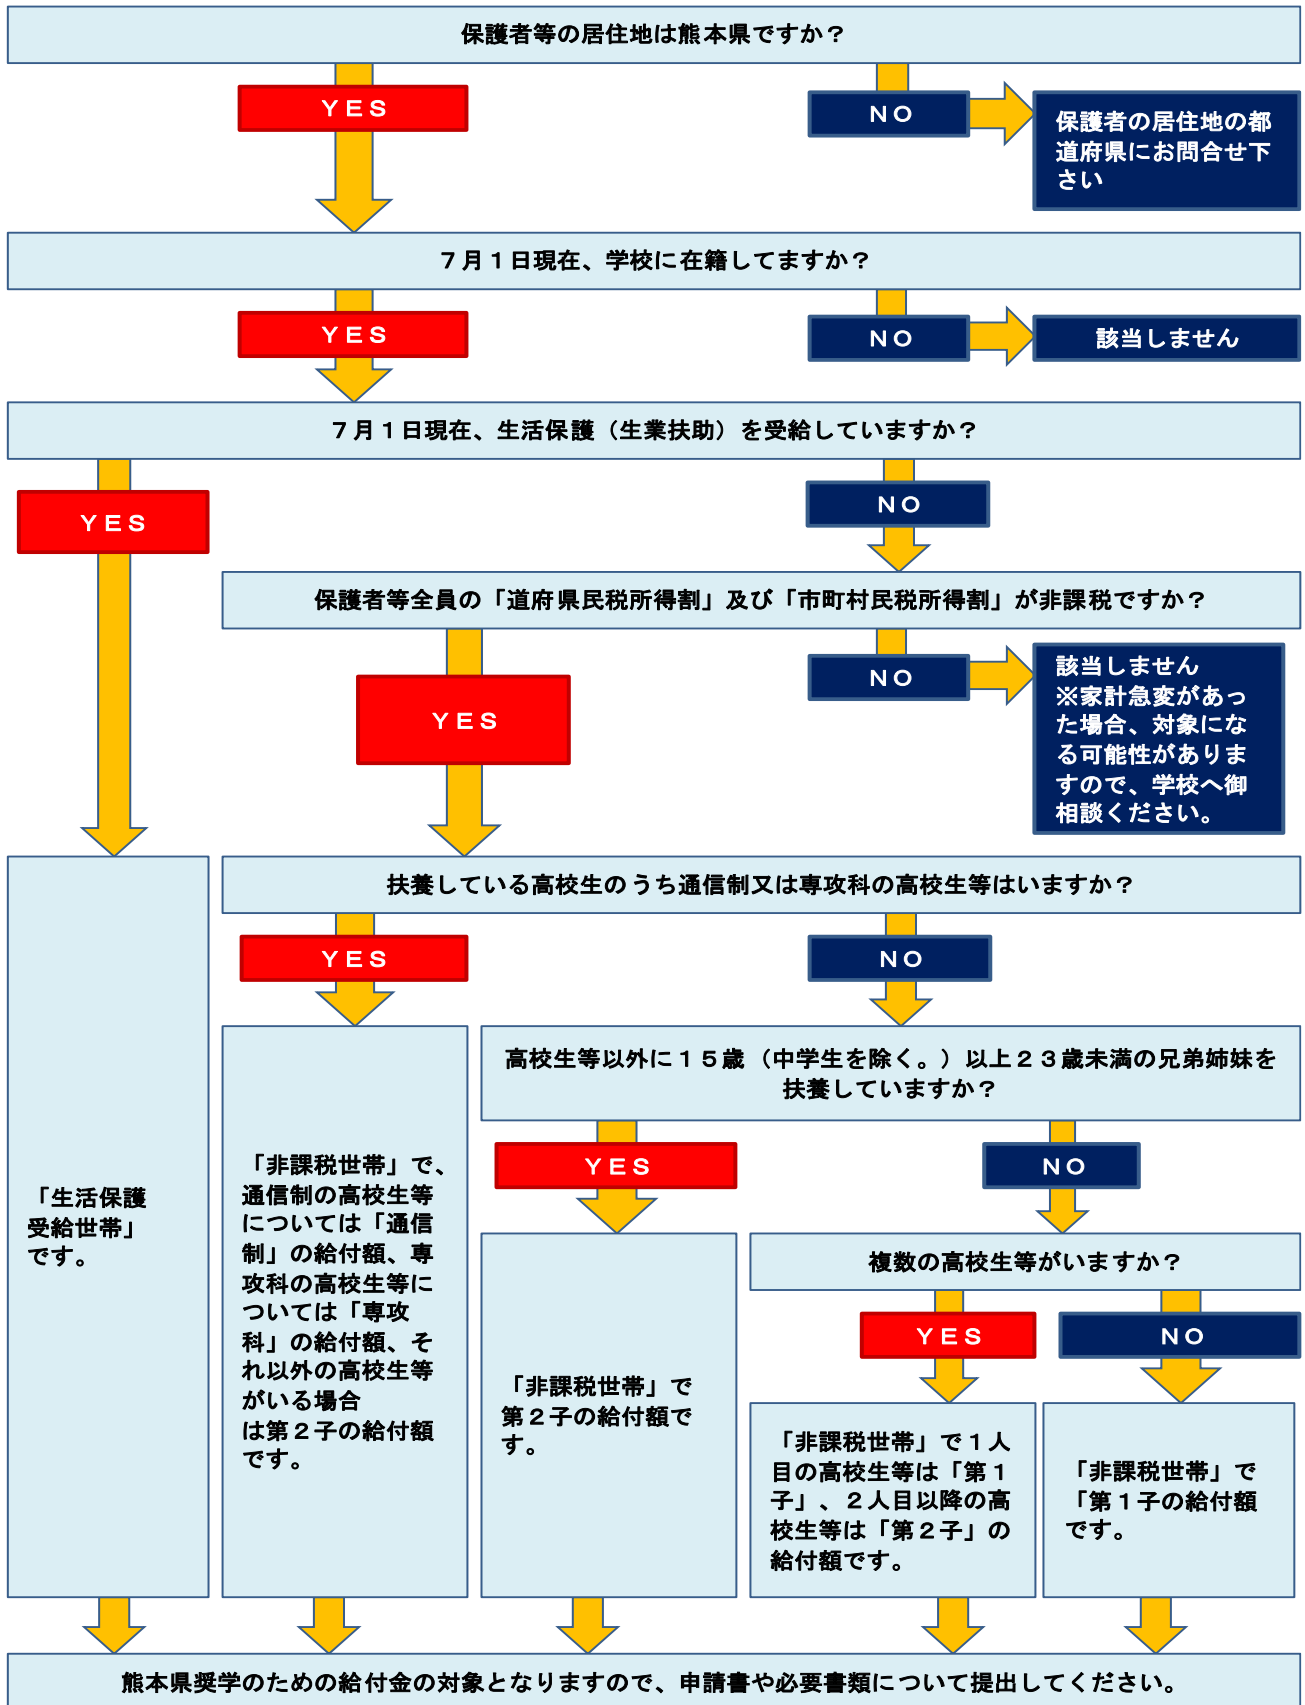 保護者等の居住地は熊本県ですか？
ＹＥＳ
ＮＯ
保護者の居住地の都
道府県にお問合せ下
さい
７月１日現在、学校に在籍してますか？
ＹＥＳ
ＮＯ
該当しません
７月１日現在、生活保護（生業扶助）を受給していますか？
ＹＥＳ
ＮＯ
保護者等全員の「道府県民税所得割」及び「市町村民税所得割」が非課税ですか？
ＹＥＳ
ＮＯ
該当しません
※家計急変があっ
た場合、対象にな
る可能性がありま
すので、学校へ御
相談ください。
扶養している高校生のうち通信制又は専攻科の高校生等はいますか？
ＹＥＳ
ＮＯ
「生活保護
受給世帯」
です。
「非課税世帯」で、
通信制の高校生等
については「通信
制」の給付額、専
攻科の高校生等に
ついては「専攻
科」の給付額、そ
れ以外の高校生等
がいる場合
は第２子の給付額
です。
高校生等以外に１５歳（中学生を除く。）以上２３歳未満の兄弟姉妹を
扶養していますか？
ＹＥＳ
ＮＯ
「非課税世帯」で
第２子の給付額で
す。
複数の高校生等がいますか？
ＹＥＳ
ＮＯ
「非課税世帯」で１人
目の高校生等は「第１
子」、２人目以降の高
校生等は「第２子」の
給付額です。
「非課税世帯」で
「第１子の給付額
です。
熊本県奨学のための給付金の対象となりますので、申請書や必要書類について提出してください。